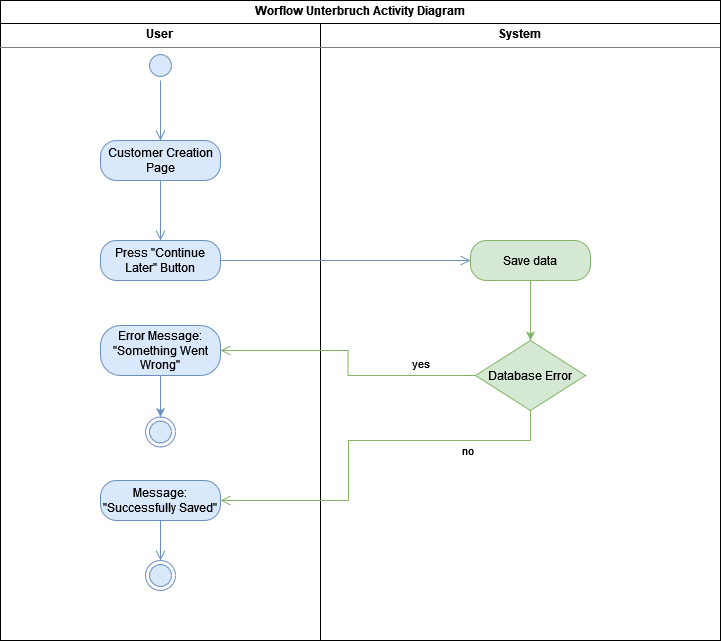 Worflow Unterbruch Activity Diagram
User
System
Customer Creation
Page
Press "Continue
Later" Button
Save data
Error Message:
"Something Went
Wrong"
yes
Database Error
no
Message:
"Successfully Saved"